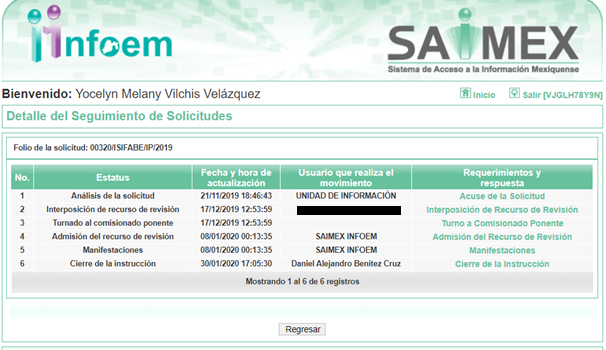 infoem
SAIMEX
Sistema de Acceso a la Información Mexiquense
Bienvenido: Yocelyn Melany Vilchis Velázquez
Inicio Salir [VJGLH78Y9N]
Detalle del Seguimiento de Solicitudes
Folio de la solicitud: 00320/ISIFABE/IP/2019
No. Estatus Fecha y hora de actualización Usuario que realiza el movimiento Requerimientos y respuesta
1 Análisis de la solicitud 21/11/2019 18:46:43 UNIDAD DE INFORMACIÓN Acuse de la Solicitud
2 Interposición de recurso de revisión 17/12/2019 12:53:59 Interposición de Recurso de Revisión
3 Turnado al comisionado ponente 17/12/2019 12:53:59 Turno a Comisionado Ponente
4 Admisión del recurso de revisión 08/01/2020 00:13:35 SAIMEX INFOEM Admisión del Recurso de Revisión
5 Manifestaciones 08/01/2020 00:13:35 SAIMEX INFOEM Manifestaciones
6 Cierre de la instrucción 30/01/2020 17:05:30 Daniel Alejandro Benitez Cruz Cierre de la Instrucción
Mostrando 1 al 6 de 6 registros
Regresar